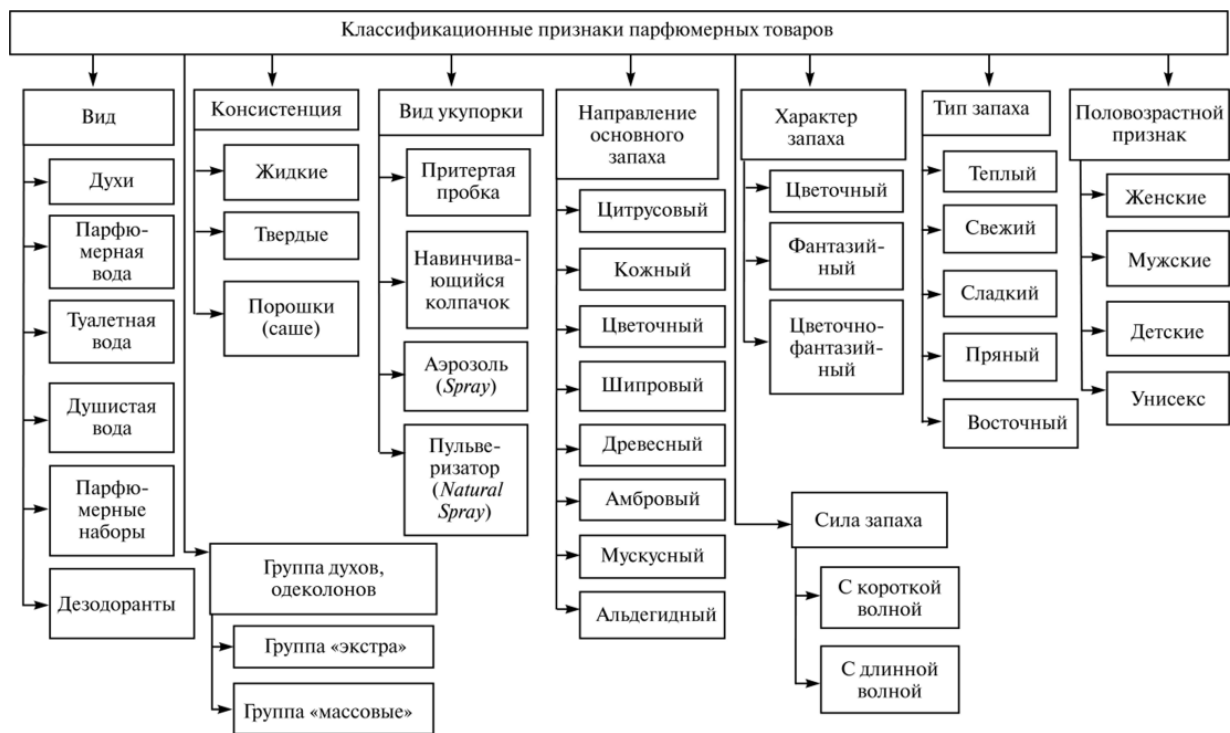 Классификационные признаки парфюмерных товаров
Вид
Духи
Парфю-
мерная
вода
Туалетная
вода
Душистая
вода
Парфю-
мерные
наборы
Дезодоранты
Консистенция
Жидкие
Твердые
Порошки
(саше)
Группа духов,
одеколонов
Группа «экстра»
Группа «массовые»
Вид укупорки
Притертая
пробка
Навинчива-
ющийся
колпачок
Аэрозоль
(Spray)
Пульве-
ризатор
(Natural
Spray)
Направление
основного
запаха
Цитрусовый
Кожный
Цветочный
Шипровый
Древесный
Амбровый
Мускусный
Альдегидный
Характер
запаха
Цветочный
Фантазий-
ный
Цветочно-
фантазий-
ный
Сила запаха
С короткой
волной
С длинной
волной
Тип запаха
Теплый
Свежий
Сладкий
Пряный
Восточный
Половозрастной
признак
Женские
Мужские
Детские
Унисекс